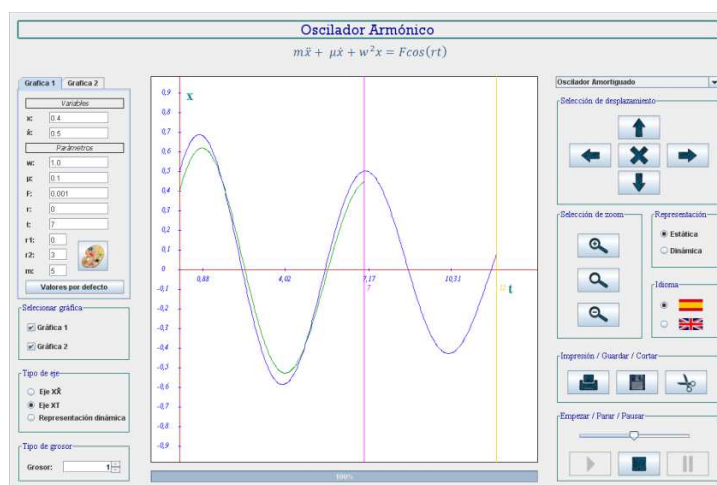 Oscilador Armónico
mẍ + μẋ + w²x = Fcos(rt)
Grafica 1 Grafica 2
Variables
x: 0.4
ẋ: 0.5
Parámetros
w: 1.0
μ: 0.1
F: 0.001
r: 0
t: 7
r1: 0
r2: 3
m: 5
Valores por defecto
Selecionar gráfica
Gráfica 1
Gráfica 2
Tipo de eje
Eje XẊ
Eje XT
Representación dinámica
Tipo de grosor
Grosor: 1
x
0,9
0,8
0,7
0,6
0,5
0,4
0,3
0,2
0,1
0
-0,1
-0,2
-0,3
-0,4
-0,5
-0,6
-0,7
-0,8
-0,9
0,88 4,02 7,17 10,31
7
12
t
100%
Oscilador Amortiguado
Selección de desplazamiento
Selección de zoom
Representación
Estática
Dinámica
Idioma
Impresión / Guardar / Cortar
Empezar / Parar / Pausar